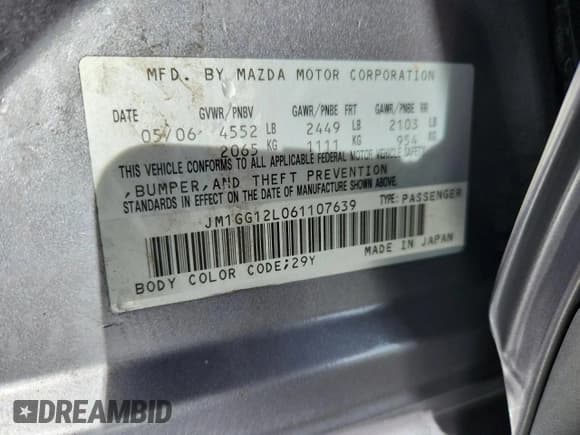 MFD. BY MAZDA MOTOR CORPORATION
DATE GVWR/PNBV GAWR/PNBE FRT GAWR/PNBE RR
05/06 4552 LB 2449 LB 2103 LB
2065 KG 1111 KG 954 KG
THIS VEHICLE CONFORMS TO ALL APPLICABLE FEDERAL MOTOR VEHICLE SAFETY
,BUMPER,AND THEFT PREVENTION
STANDARDS IN EFFECT ON THE DATE OF MANUFACTURE SHOWN ABOVE.
JM1GG12L061107639 TYPE:PASSENGER
MADE IN JAPAN
BODY COLOR CODE;29Y
DREAMBID